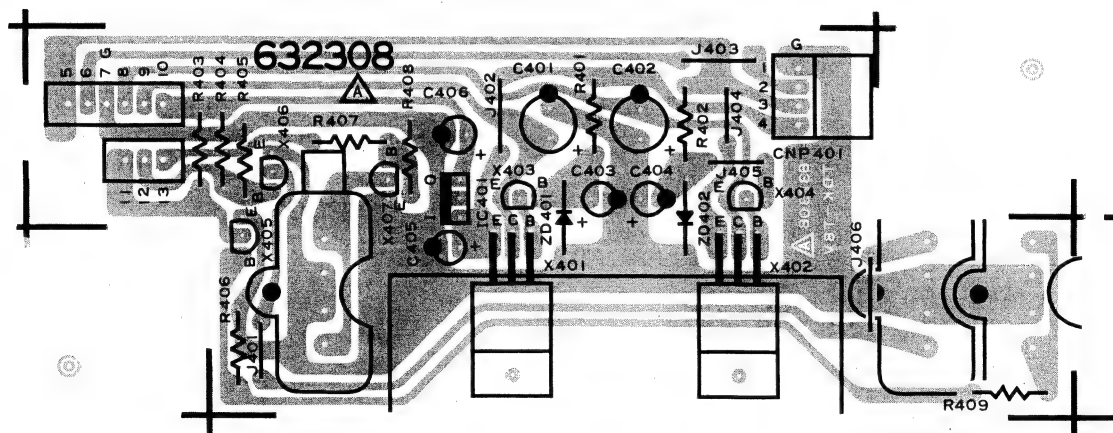 632308
A
5 6 7 G 8 9 10
R403
R404
R405
X406
E
B
R407
R408
C406
J402
C401
R401
C402
R402
J403
J404
G
1
2
3
4
CNP401
11 12 13
E
X405
B
B
X407
E
O
I
IC401
C405
X403
E
B
ZD401
C403
C404
ZD402
J405
E
B
X404
E C B
X401
E C B
X402
J406
R406
J401
R409